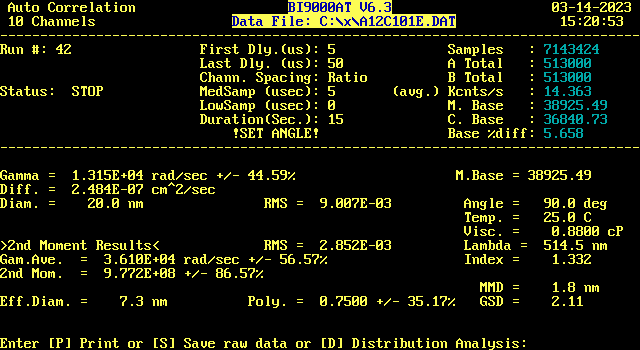 Auto Correlation BI9000AT V6.3 03-14-2023
10 Channels Data File: C:\x\A12C101E.DAT 15:20:53
Run #: 42 First Dly.(us): 5 Samples : 7143424
Last Dly. (us): 50 A Total : 513000
Chann. Spacing: Ratio B Total : 513000
Status: STOP MedSamp (usec): 5 (avg.) Kcnts/s : 14.363
LowSamp (usec): 0 M. Base : 38925.49
Duration(Sec.): 15 C. Base : 36840.73
!SET ANGLE! Base %diff: 5.658
Gamma = 1.315E+04 rad/sec +/- 44.59% M.Base = 38925.49
Diff. = 2.484E-07 cm^2/sec
Diam. = 20.0 nm RMS = 9.007E-03 Angle = 90.0 deg
Temp. = 25.0 C
Visc. = 0.8800 cP
>2nd Moment Results< RMS = 2.852E-03 Lambda = 514.5 nm
Gam.Ave. = 3.610E+04 rad/sec +/- 56.57% Index = 1.332
2nd Mom. = 9.772E+08 +/- 86.57%
MMD = 1.8 nm
Eff.Diam. = 7.3 nm Poly. = 0.7500 +/- 35.17% GSD = 2.11
Enter [P] Print or [S] Save raw data or [D] Distribution Analysis: